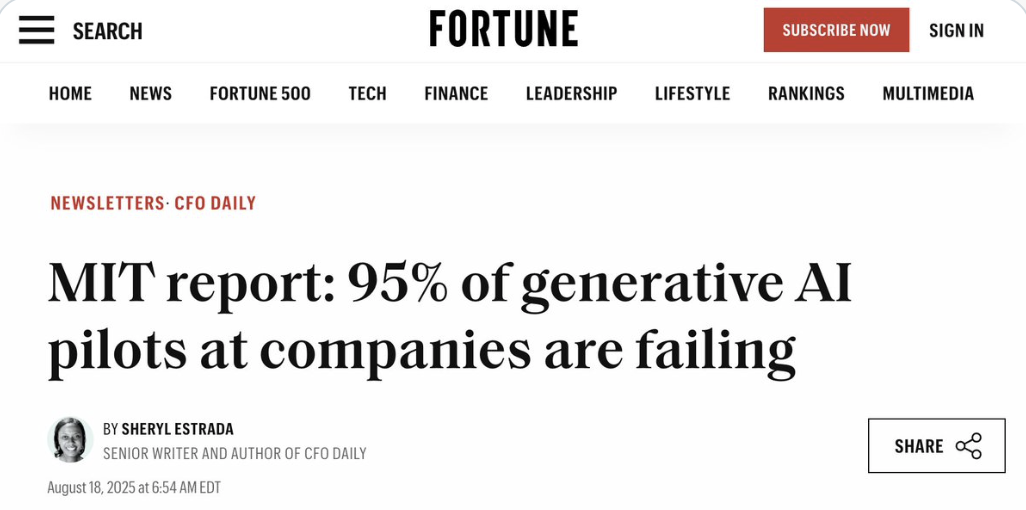 SEARCH
FORTUNE
SUBSCRIBE NOW
SIGN IN
HOME
NEWS
FORTUNE 500
TECH
FINANCE
LEADERSHIP
LIFESTYLE
RANKINGS
MULTIMEDIA
NEWSLETTERS· CFO DAILY
MIT report: 95% of generative AI
pilots at companies are failing
BY SHERYL ESTRADA
SENIOR WRITER AND AUTHOR OF CFO DAILY
August 18, 2025 at 6:54 AM EDT
SHARE